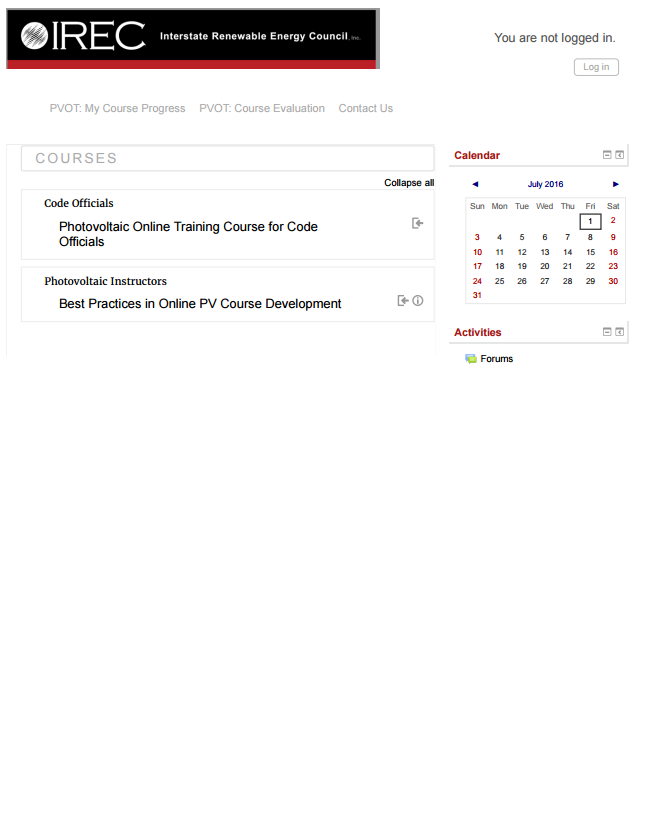 IREC Interstate Renewable Energy Council, Inc.
You are not logged in.
Log in
PVOT: My Course Progress PVOT: Course Evaluation Contact Us
COURSES
Collapse all
Code Officials
Photovoltaic Online Training Course for Code
Officials
Photovoltaic Instructors
Best Practices in Online PV Course Development
Calendar
◄ July 2016 ►
Sun Mon Tue Wed Thu Fri Sat
1 2
3 4 5 6 7 8 9
10 11 12 13 14 15 16
17 18 19 20 21 22 23
24 25 26 27 28 29 30
31
Activities
Forums